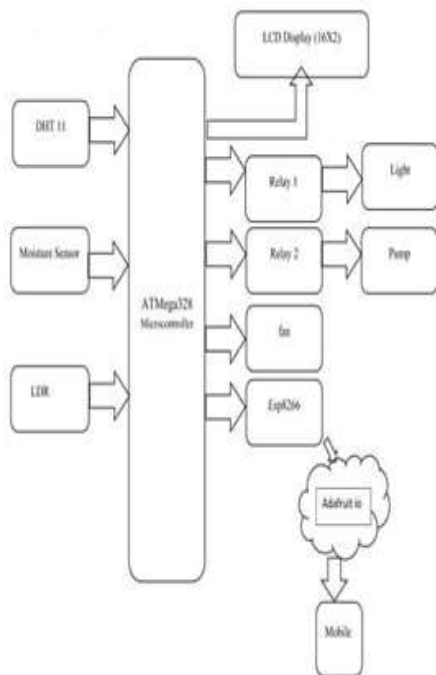 LCD Display (16X2)
DHT 11
Relay 1
Light
Moisture Sensor
Relay 2
Pump
ATMega328
Microcontroller
fan
LDR
Esp8266
Adafruit io
Mobile